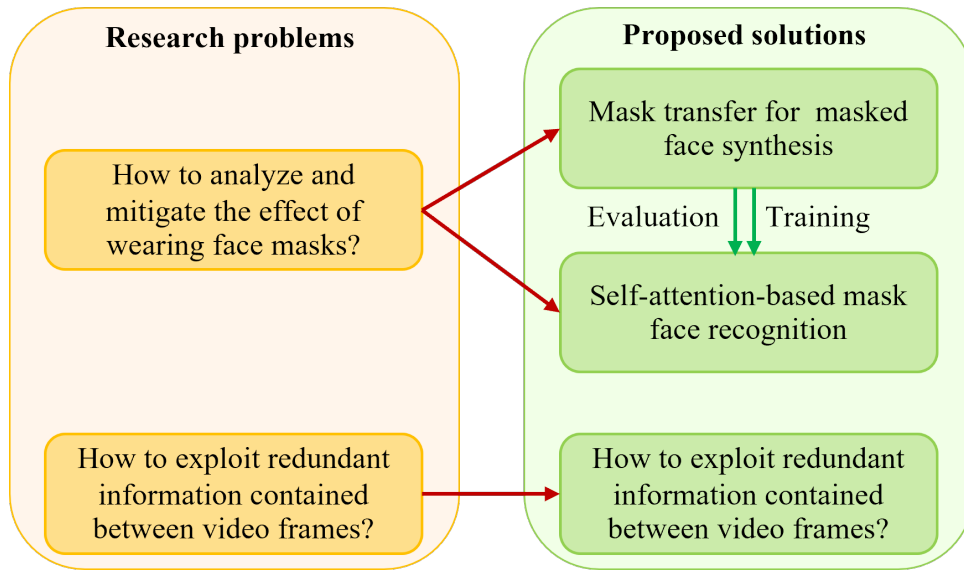 Research problems
How to analyze and
mitigate the effect of
wearing face masks?
How to exploit redundant
information contained
between video frames?
Proposed solutions
Mask transfer for masked
face synthesis
Evaluation
Training
Self-attention-based mask
face recognition
How to exploit redundant
information contained
between video frames?